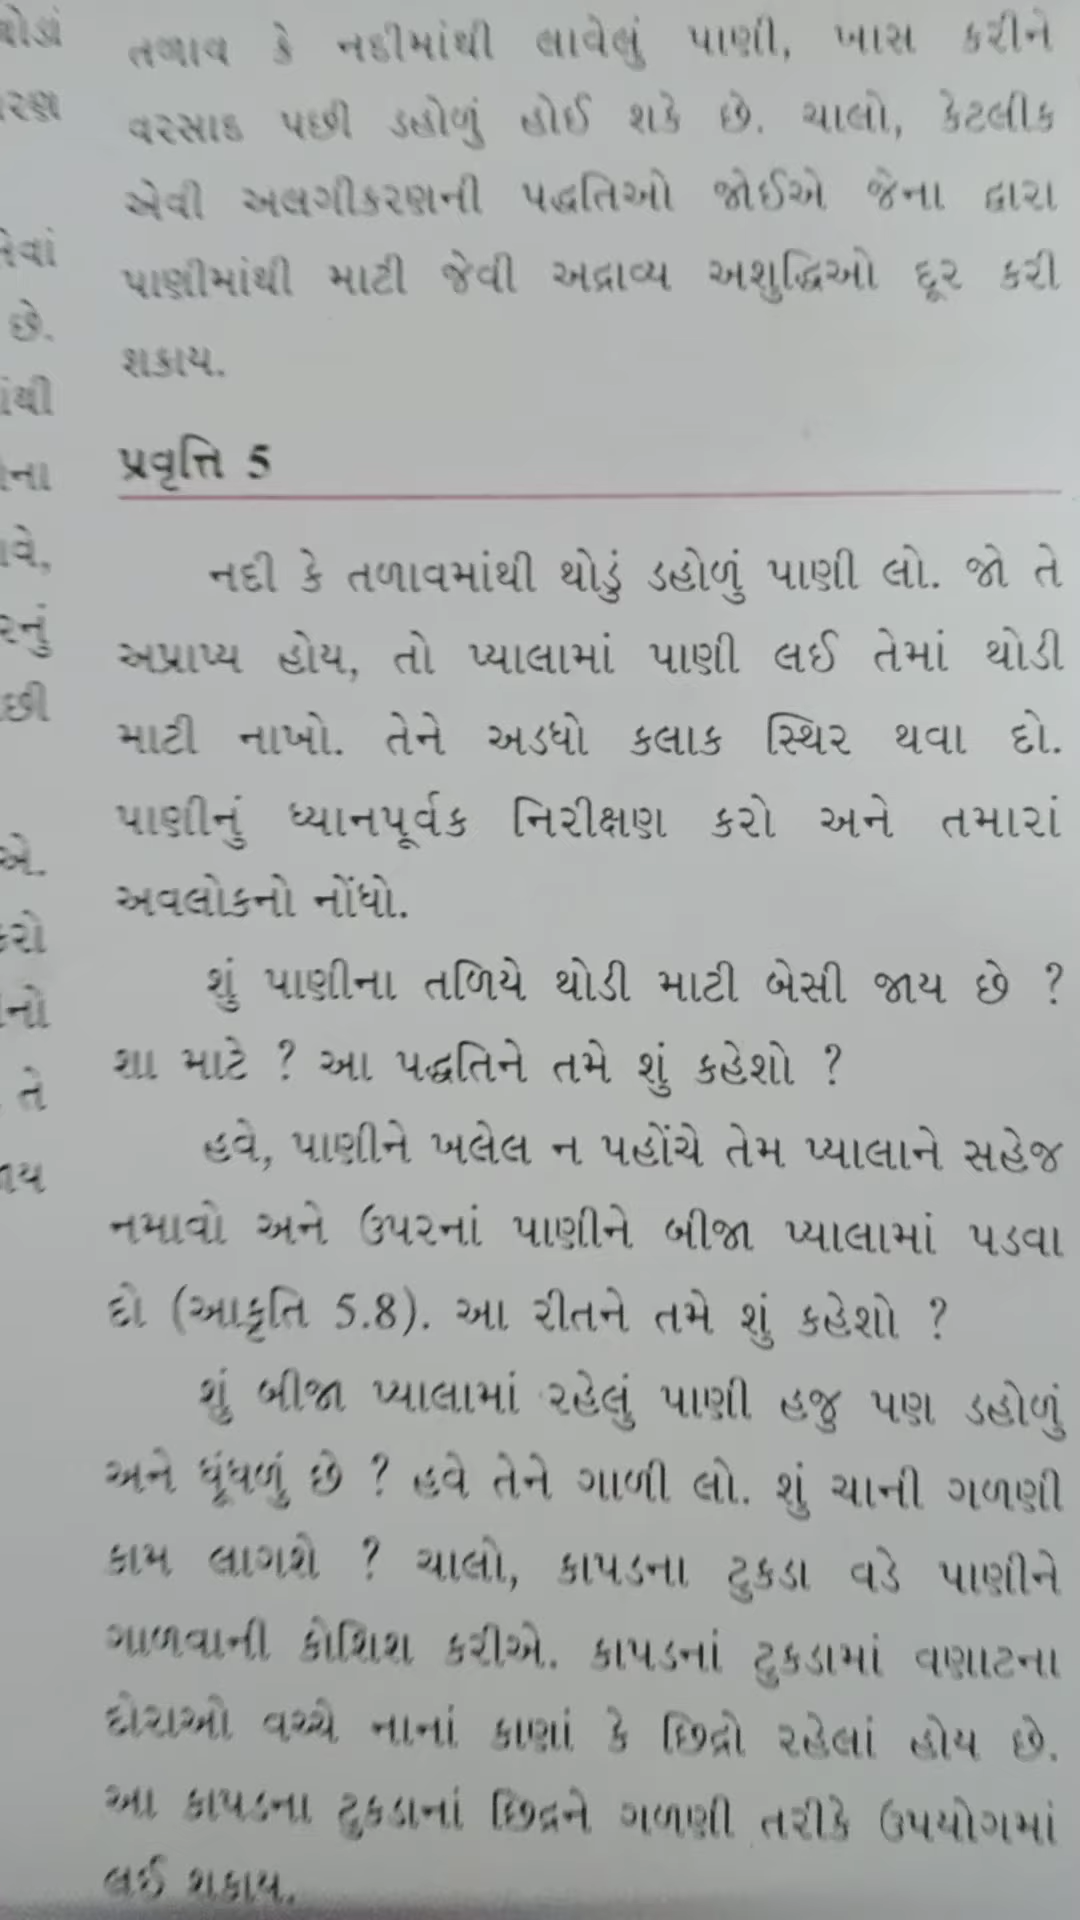 તળાવ કે નદીમાંથી લાવેલું પાણી, ખાસ કરીને
વરસાદ પછી ડહોળું હોઈ શકે છે. ચાલો, કેટલીક
એવી અલગીકરણની પદ્ધતિઓ જોઈએ જેના દ્વારા
પાણીમાંથી માટી જેવી અદ્રાવ્ય અશુદ્ધિઓ દૂર કરી
શકાય.
પ્રવૃત્તિ 5
નદી કે તળાવમાંથી થોડું ડહોળું પાણી લો. જો તે
અપ્રાપ્ય હોય, તો પ્યાલામાં પાણી લઈ તેમાં થોડી
માટી નાખો. તેને અડધો કલાક સ્થિર થવા દો.
પાણીનું ધ્યાનપૂર્વક નિરીક્ષણ કરો અને તમારાં
અવલોકનો નોંધો.
શું પાણીના તળિયે થોડી માટી બેસી જાય છે ?
શા માટે ? આ પદ્ધતિને તમે શું કહેશો ?
હવે, પાણીને ખલેલ ન પહોંચે તેમ પ્યાલાને સહેજ
નમાવો અને ઉપરનાં પાણીને બીજા પ્યાલામાં પડવા
દો (આકૃતિ 5.8). આ રીતને તમે શું કહેશો ?
શું બીજા પ્યાલામાં રહેલું પાણી હજુ પણ ડહોળું
અને ધૂંધળું છે ? હવે તેને ગાળી લો. શું ચાની ગળણી
કામ લાગશે ? ચાલો, કાપડના ટુકડા વડે પાણીને
ગાળવાની કોશિશ કરીએ. કાપડનાં ટુકડામાં વણાટના
દોરાઓ વચ્ચે નાનાં કાણાં કે છિદ્રો રહેલાં હોય છે.
આ કાપડના ટુકડાનાં છિદ્રને ગળણી તરીકે ઉપયોગમાં
લઈ શકાય.